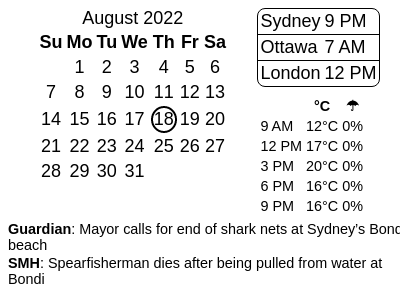 August 2022
Su Mo Tu We Th Fr Sa
1 2 3 4 5 6
7 8 9 10 11 12 13
14 15 16 17 18 19 20
21 22 23 24 25 26 27
28 29 30 31
Sydney 9 PM
Ottawa 7 AM
London 12 PM
°C ☂
9 AM 12°C 0%
12 PM 17°C 0%
3 PM 20°C 0%
6 PM 16°C 0%
9 PM 16°C 0%
Guardian: Mayor calls for end of shark nets at Sydney’s Bond
beach
SMH: Spearfisherman dies after being pulled from water at
Bondi